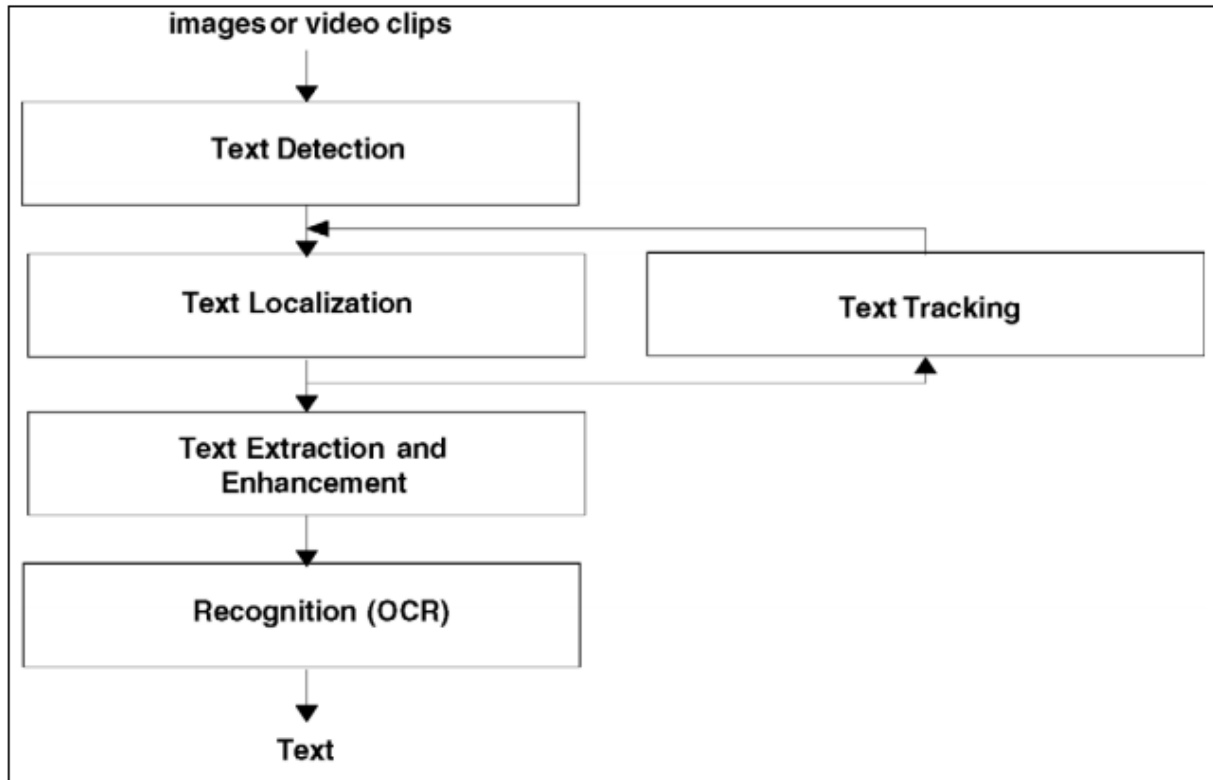 images or video clips
Text Detection
Text Localization
Text Tracking
Text Extraction and
Enhancement
Recognition (OCR)
Text